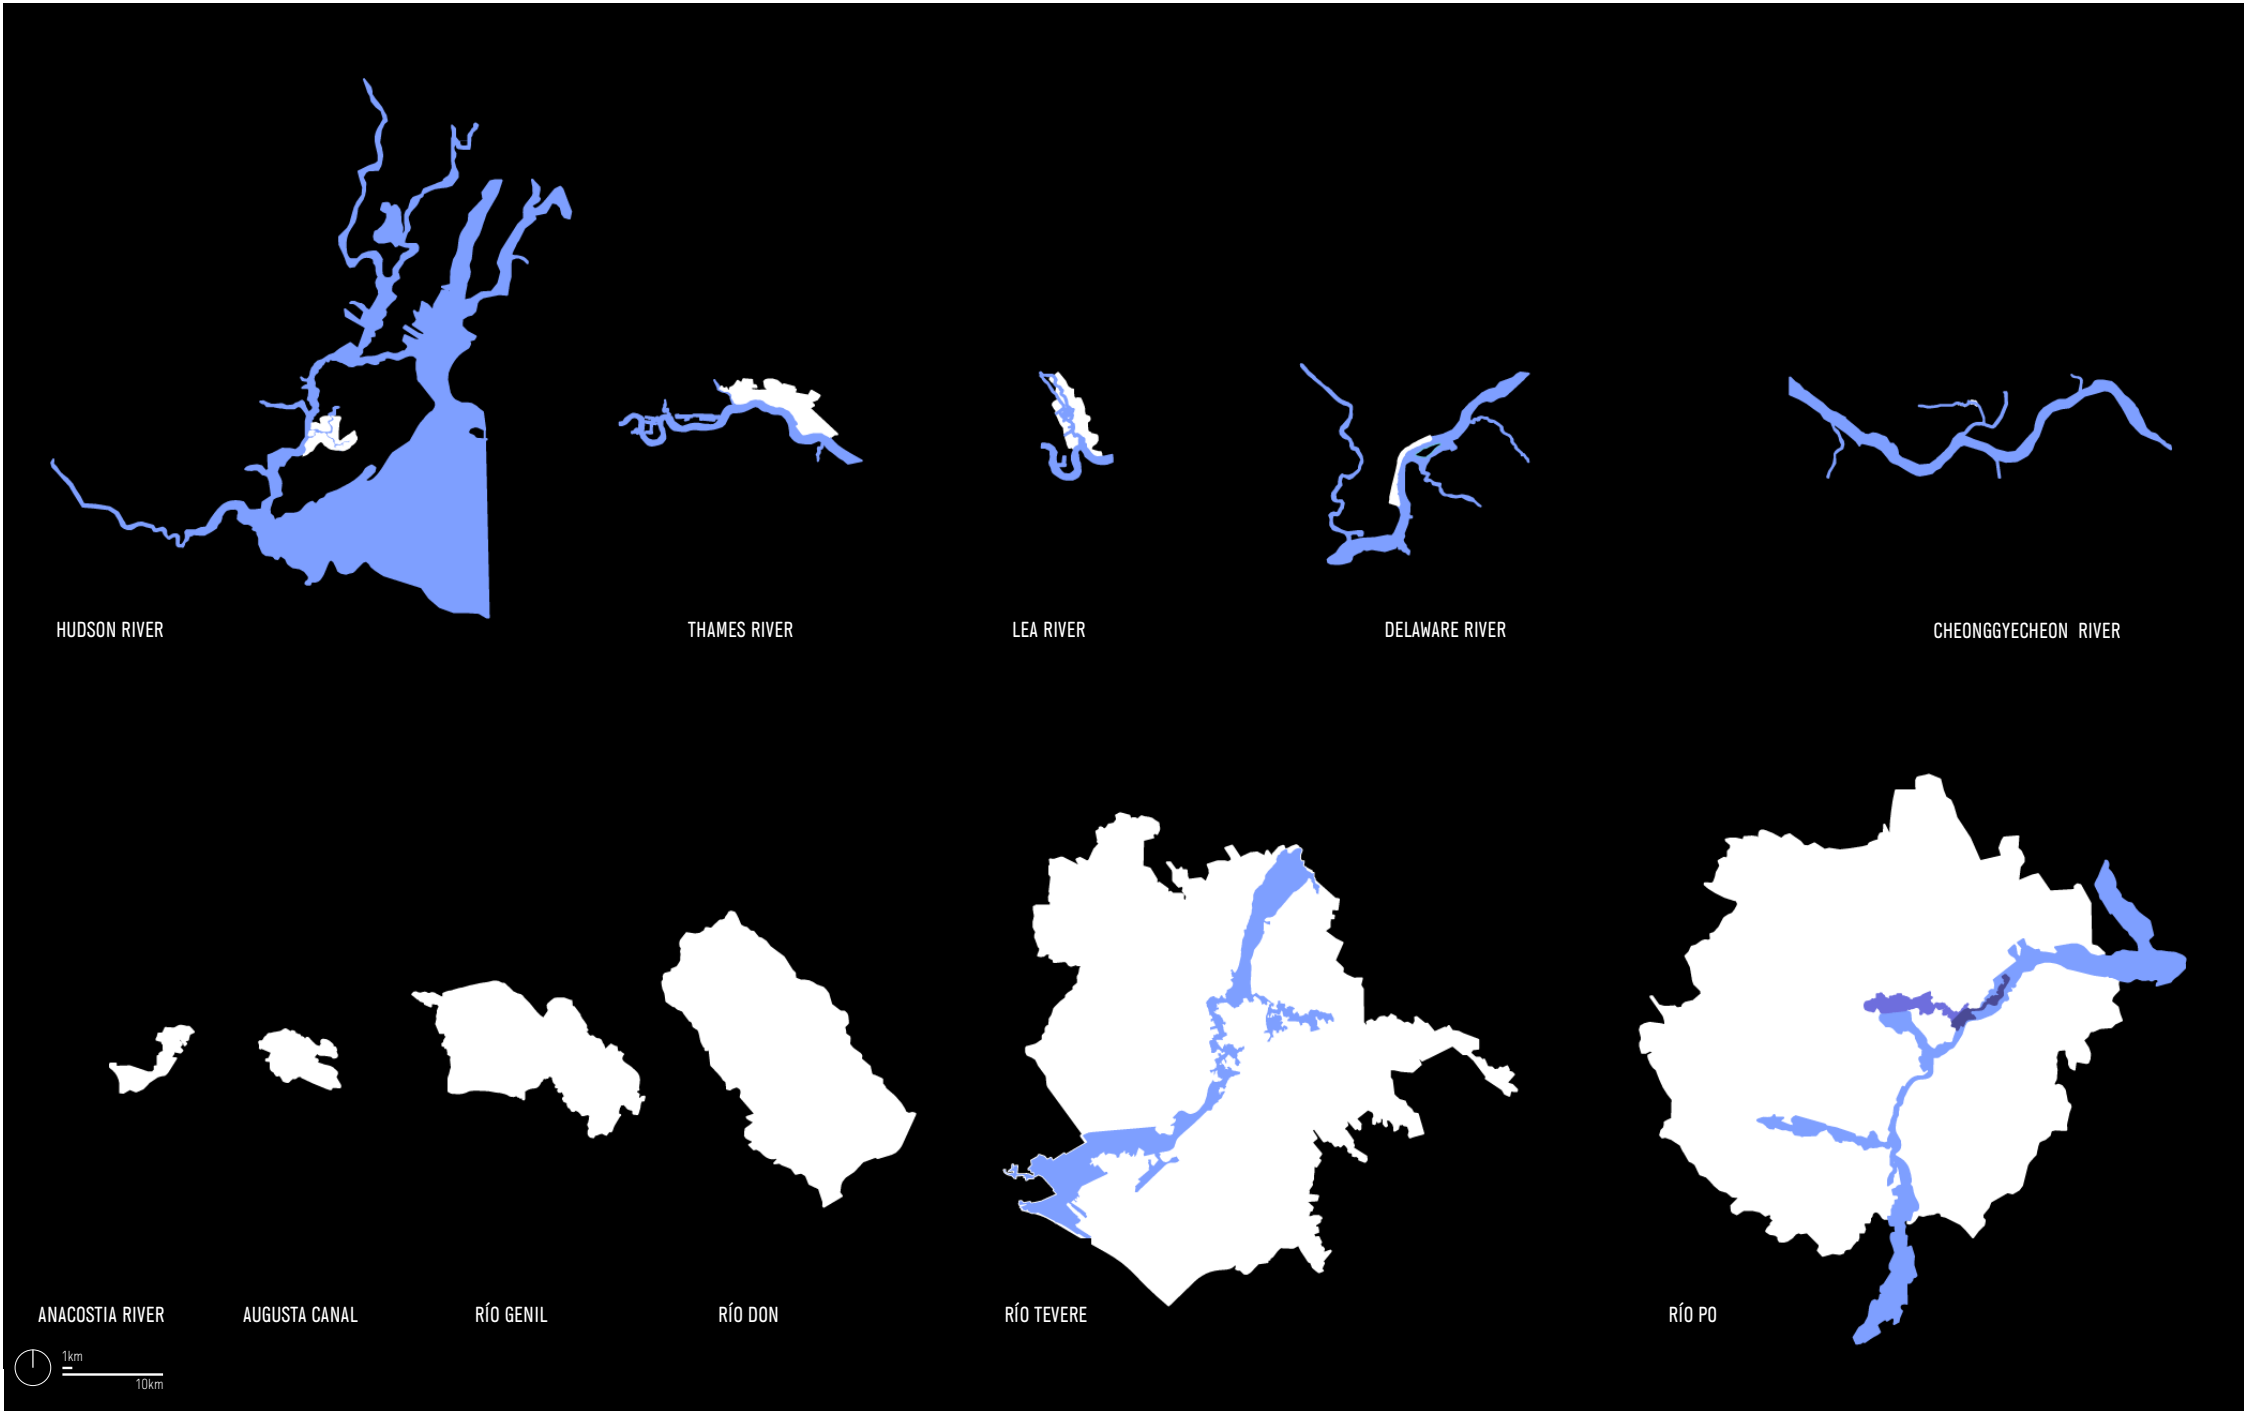 HUDSON RIVER
THAMES RIVER
LEA RIVER
DELAWARE RIVER
CHEONGGYECHEON RIVER
ANACOSTIA RIVER
AUGUSTA CANAL
RÍO GENIL
RÍO DON
RÍO TEVERE
RÍO PO
1km
10km